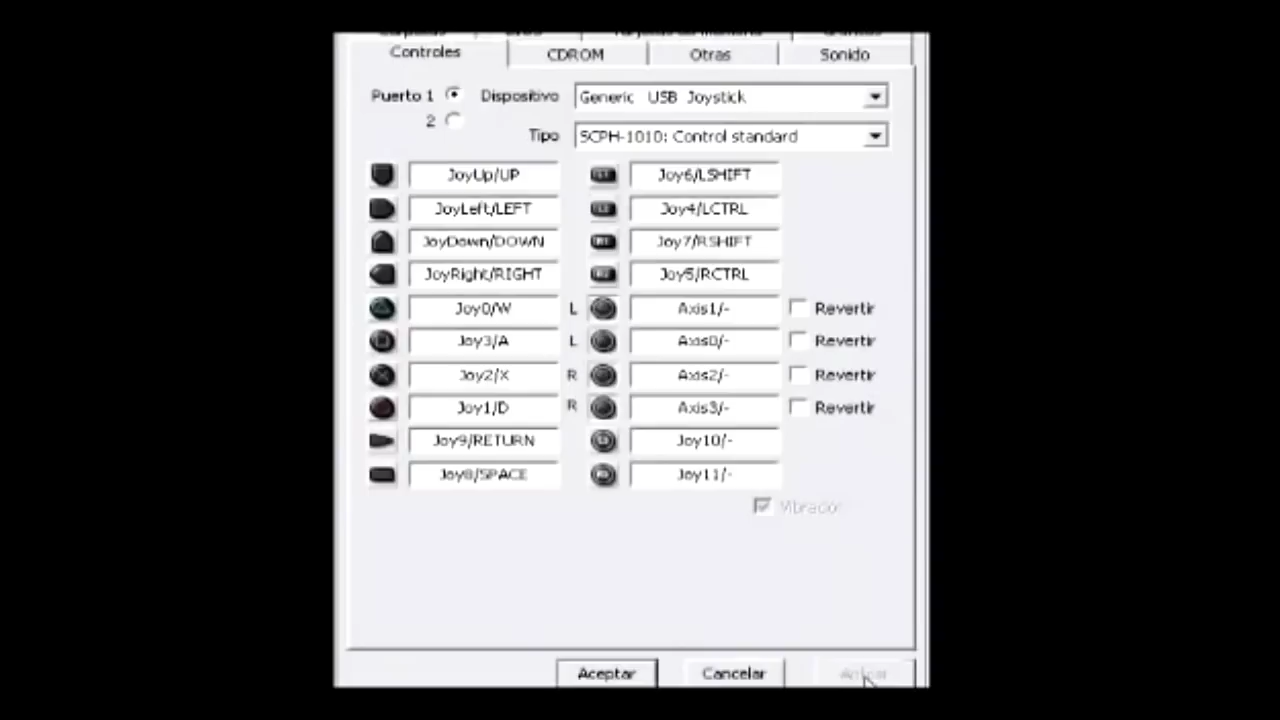 Controles CDROM Otras Sonido
Puerto 1 Dispositivo Generic USB Joystick
2
Tipo SCPH-1010: Control standard
JoyUp/UP Joy6/LSHIFT
JoyLeft/LEFT Joy4/LCTRL
JoyDown/DOWN Joy7/RSHIFT
JoyRight/RIGHT Joy5/RCTRL
Joy0/W L Axis1/- Revertir
Joy3/A L Axis0/- Revertir
Joy2/X R Axis2/- Revertir
Joy1/D R Axis3/- Revertir
Joy9/RETURN Joy10/-
Joy8/SPACE Joy11/-
Vibrador
Aceptar Cancelar